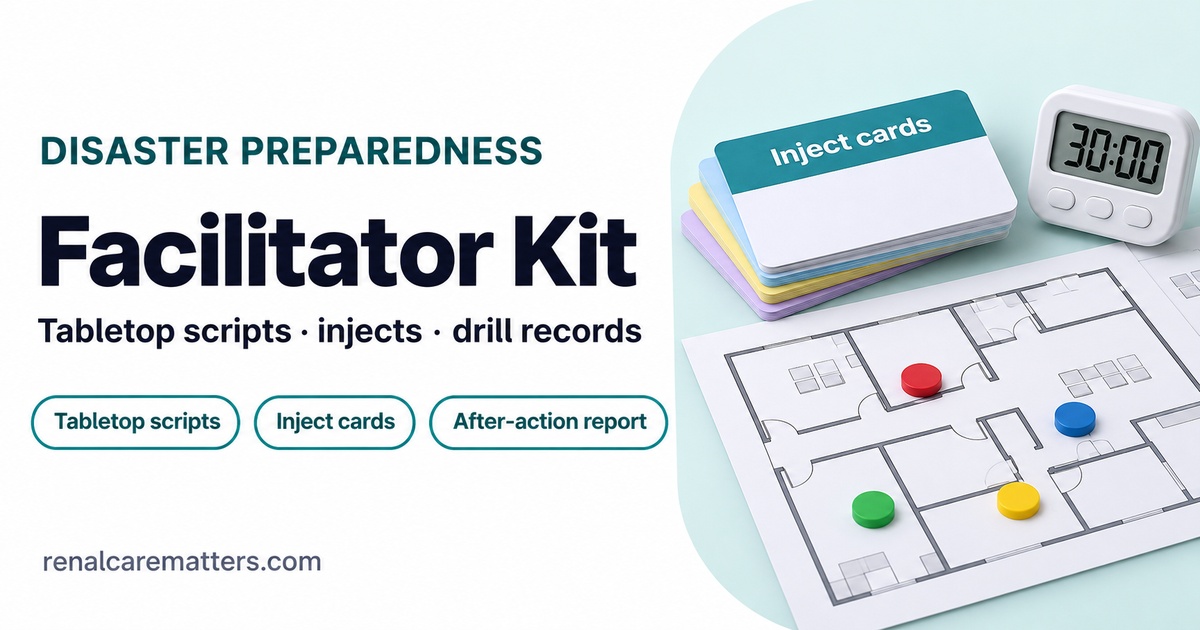 DISASTER PREPAREDNESS
Facilitator Kit
Tabletop scripts · injects · drill records
Tabletop scripts
Inject cards
After-action report
renalcarematters.com
Inject cards
30:00